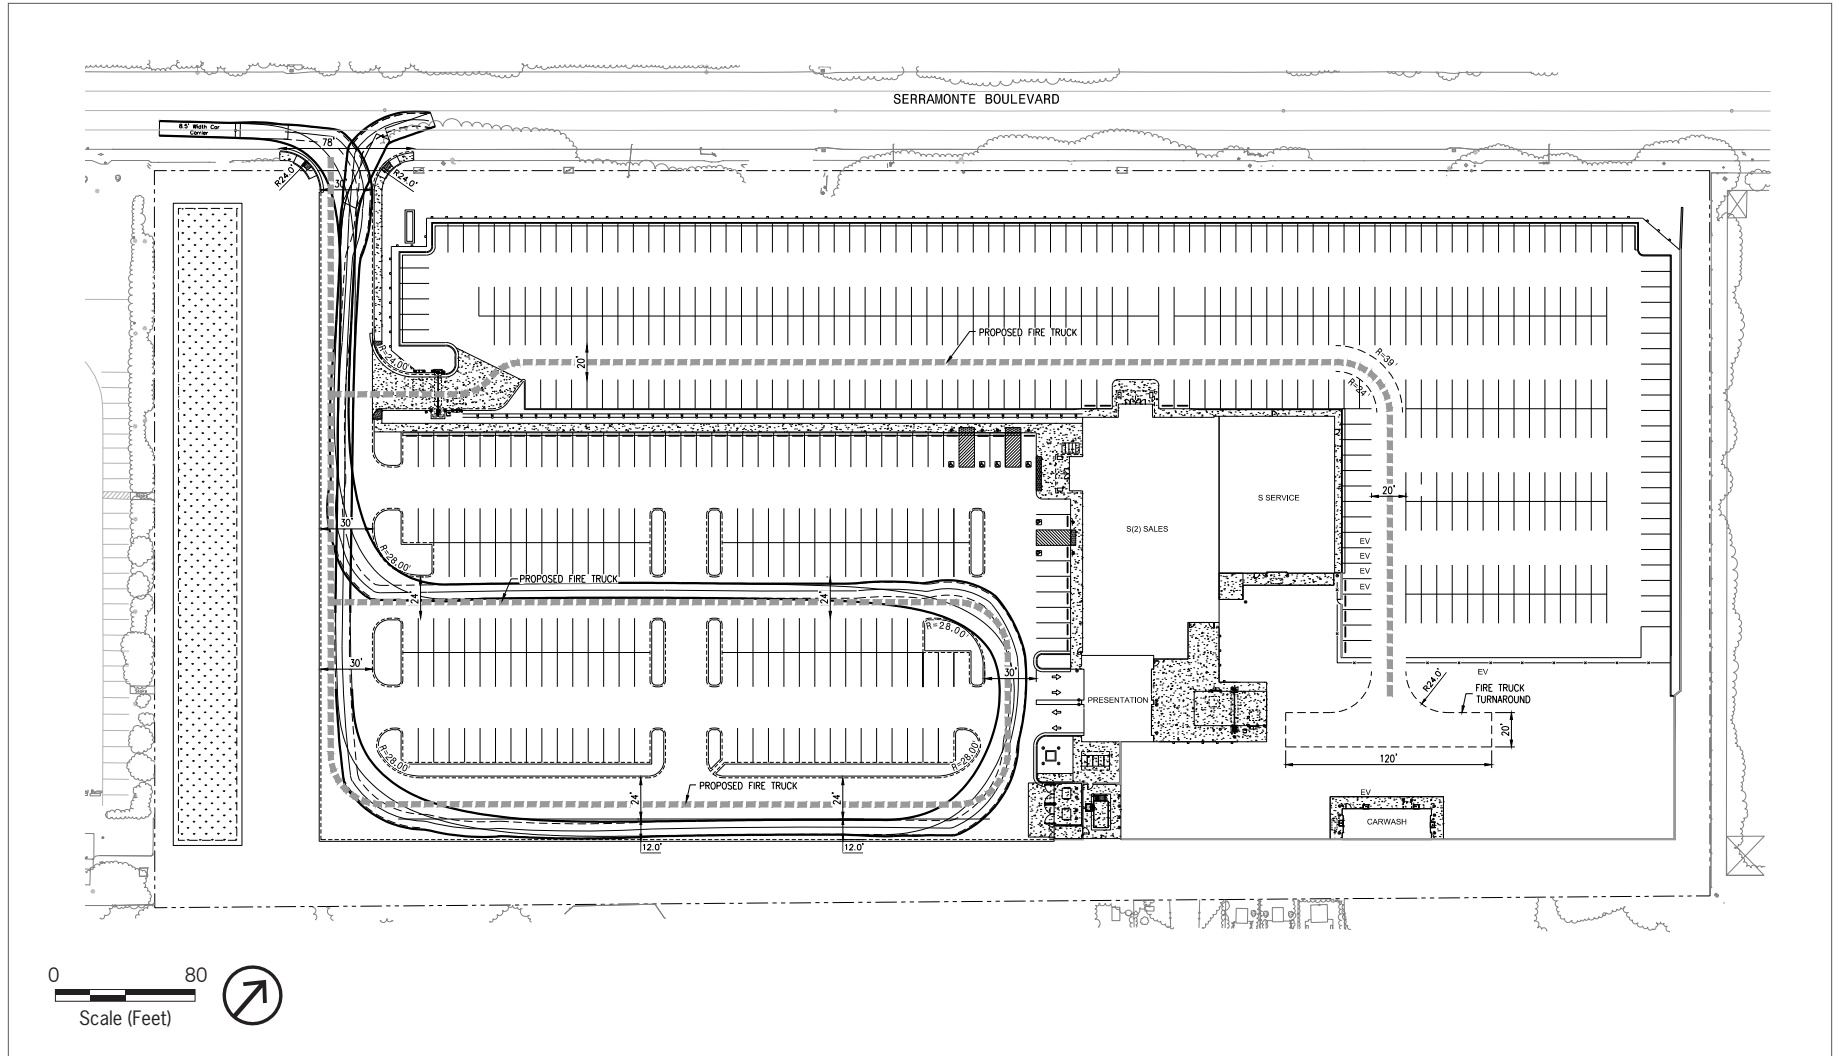 SERRAMONTE BOULEVARD
8.5' Width Car
Carrier
78'
R24.0'
30'
R24.0'
PROPOSED FIRE TRUCK
R=24.00'
20'
R=39'
R=24'
S SERVICE
20'
S(2) SALES
30'
EV
EV
EV
EV
R=28.00'
PROPOSED FIRE TRUCK
24'
24'
R=28.00'
30'
30'
EV
PRESENTATION
R24.0'
FIRE TRUCK
TURNAROUND
20'
120'
R=28.00'
R=28.00'
PROPOSED FIRE TRUCK
24'
24'
EV
CARWASH
12.0'
12.0'
0
80
Scale (Feet)